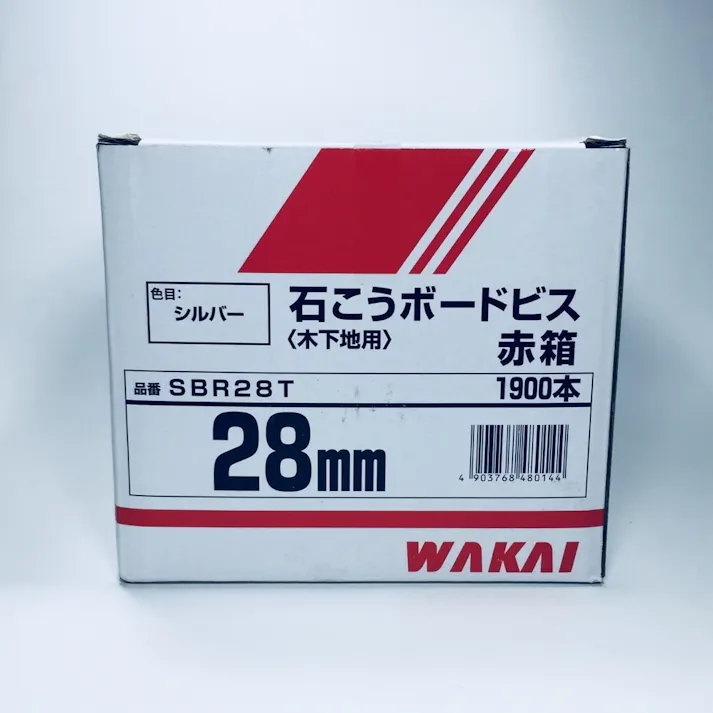 色目:
シルバー
石こうボードビス
〈木下地用〉
赤箱
品番 SBR28T
1900本
28mm
4 903768 480144
WAKAI